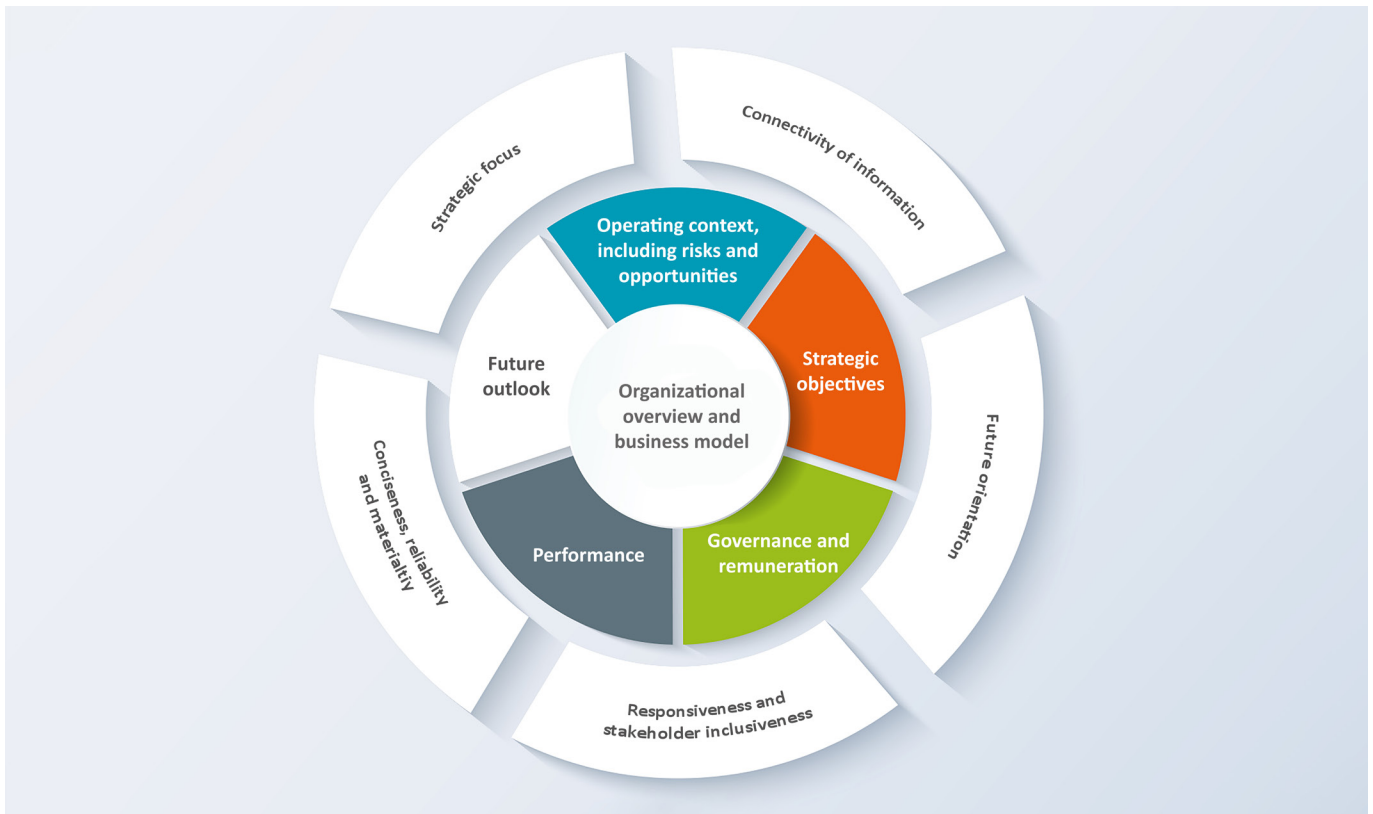 Strategic focus
Connectivity of information
Operating context,
including risks and
opportunities
Strategic
objectives
Future
outlook
Organizational
overview and
business model
Future orientation
Conciseness, reliability
and materialtiy
Performance
Governance and
remuneration
Responsiveness and
stakeholder inclusiveness